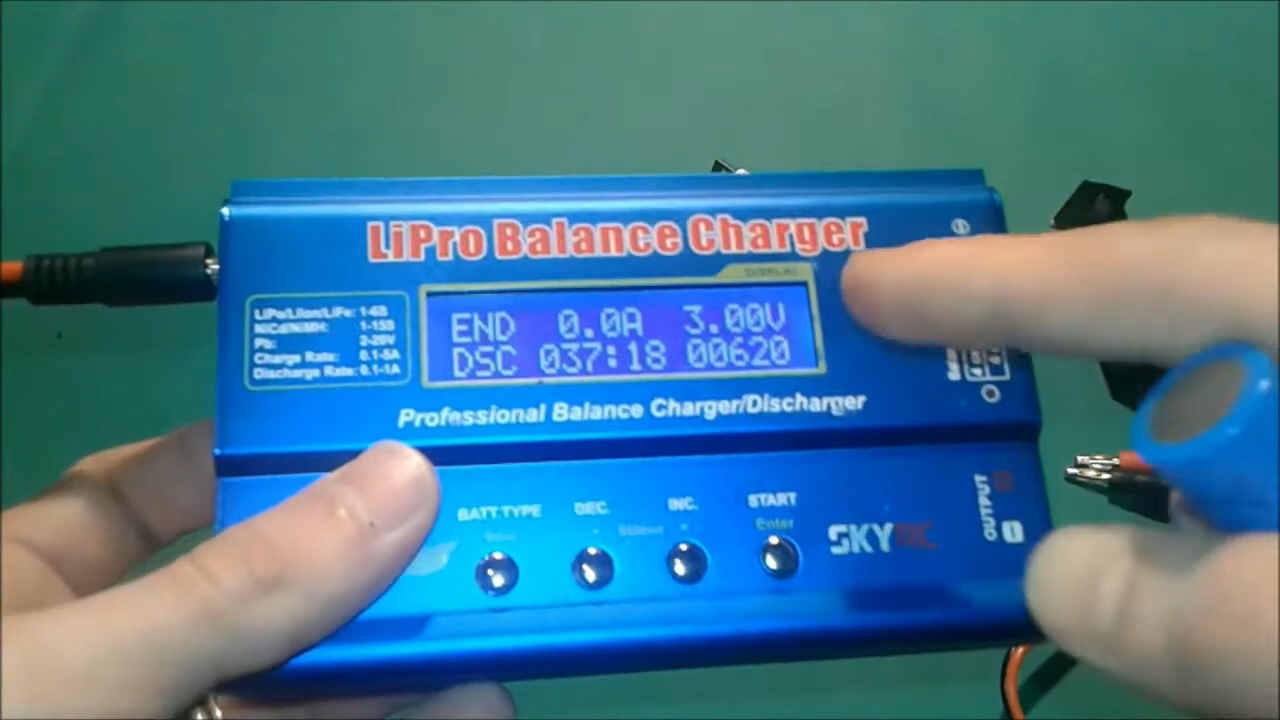 LiPro Balance Charger
DISPLAY
LiPo/LiIon/LiFe: 1-6S
NiCd/NiMH: 1-15S
Pb: 2-20V
Charge Rate: 0.1-5A
Discharge Rate: 0.1-1A
END 0.0A 3.00V
DSC 037:18 00620
Professional Balance Charger/Discharger
BATT.TYPE
DEC.
INC.
START
Enter
SKYRC
OUTPUT